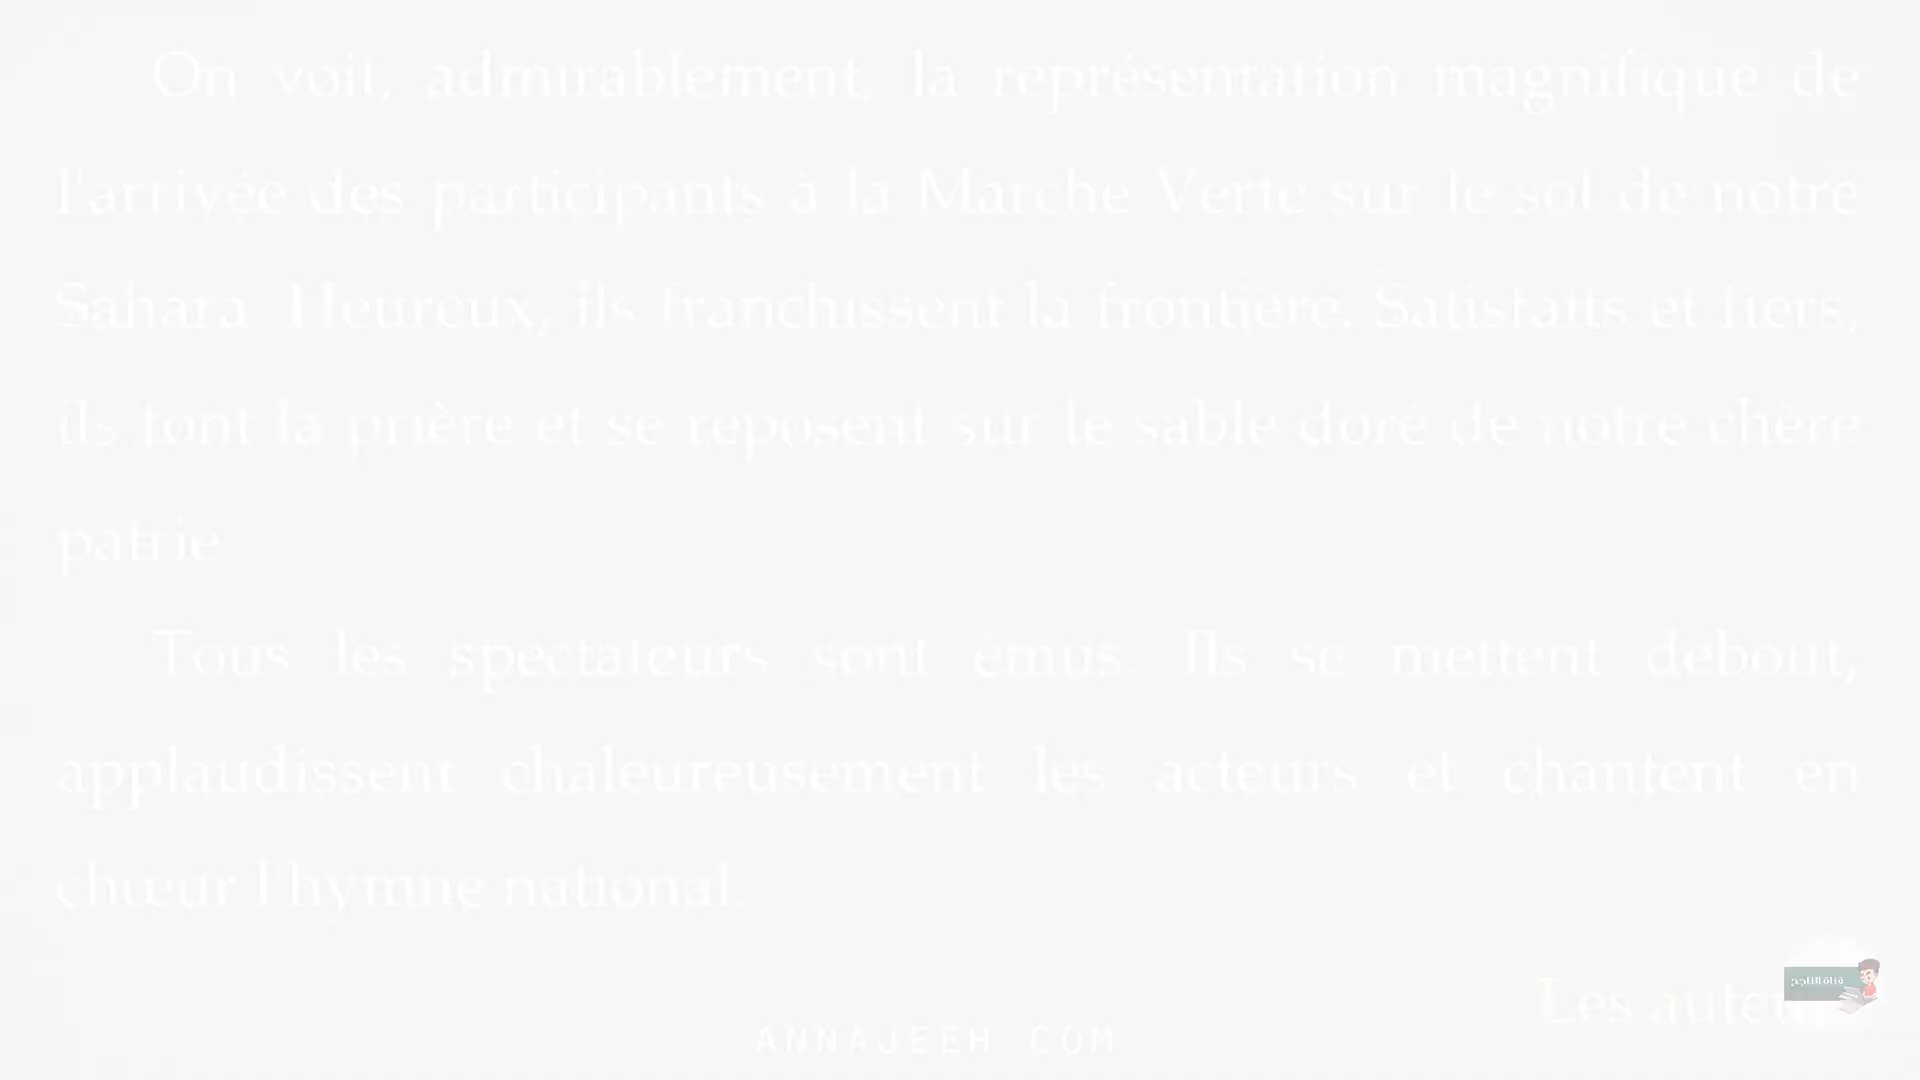 On voit, admirablement, la représentation magnifique de
l'arrivée des participants à la Marche Verte sur le sol de notre
Sahara. Heureux, ils franchissent la frontière. Satisfaits et fiers,
ils font la prière et se reposent sur le sable doré de notre chère
patrie
Tous les spectateurs sont émus. Ils se mettent debout,
applaudissent chaleureusement les acteurs et chantent en
chœur l'hymne national.
Les
قناة الناجح
ANNAJEEH.COM